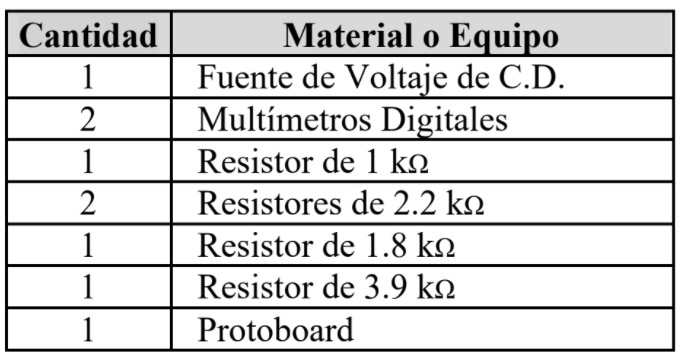 Cantidad Material o Equipo
1 Fuente de Voltaje de C.D.
2 Multímetros Digitales
1 Resistor de 1 kΩ
2 Resistores de 2.2 kΩ
1 Resistor de 1.8 kΩ
1 Resistor de 3.9 kΩ
1 Protoboard